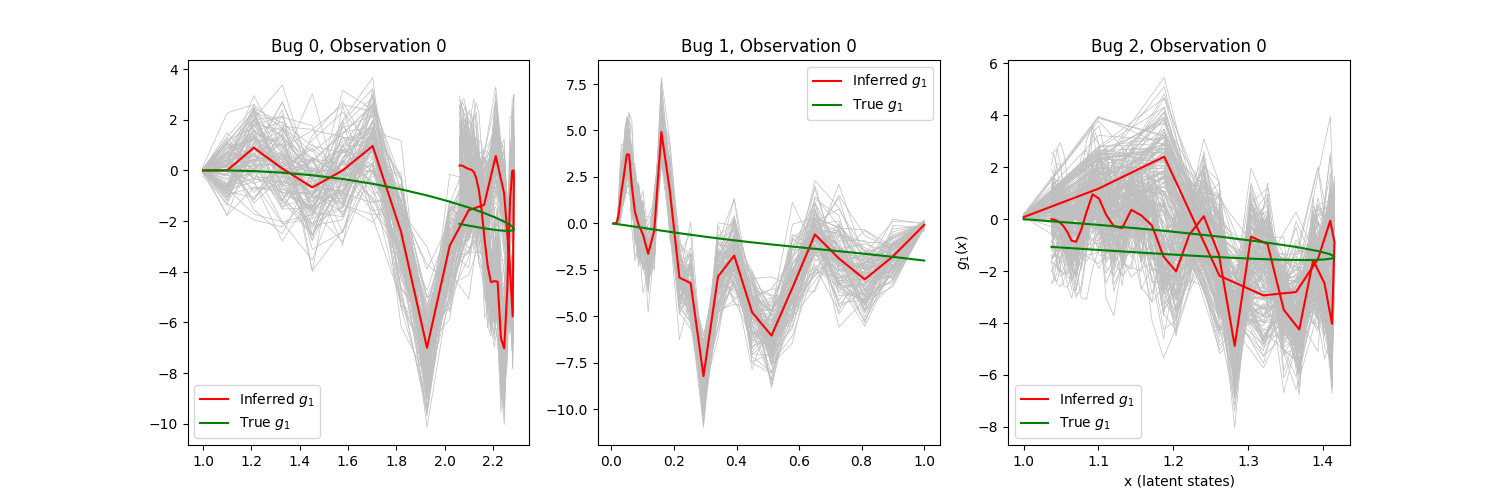 Bug 0, Observation 0
4
2
0
−2
−4
−6
−8
−10
Inferred g₁
True g₁
1.0 1.2 1.4 1.6 1.8 2.0 2.2
Bug 1, Observation 0
7.5
5.0
2.5
0.0
−2.5
−5.0
−7.5
−10.0
Inferred g₁
True g₁
0.0 0.2 0.4 0.6 0.8 1.0
Bug 2, Observation 0
g₁(x)
6
4
2
0
−2
−4
−6
−8
Inferred g₁
True g₁
1.0 1.1 1.2 1.3 1.4
x (latent states)